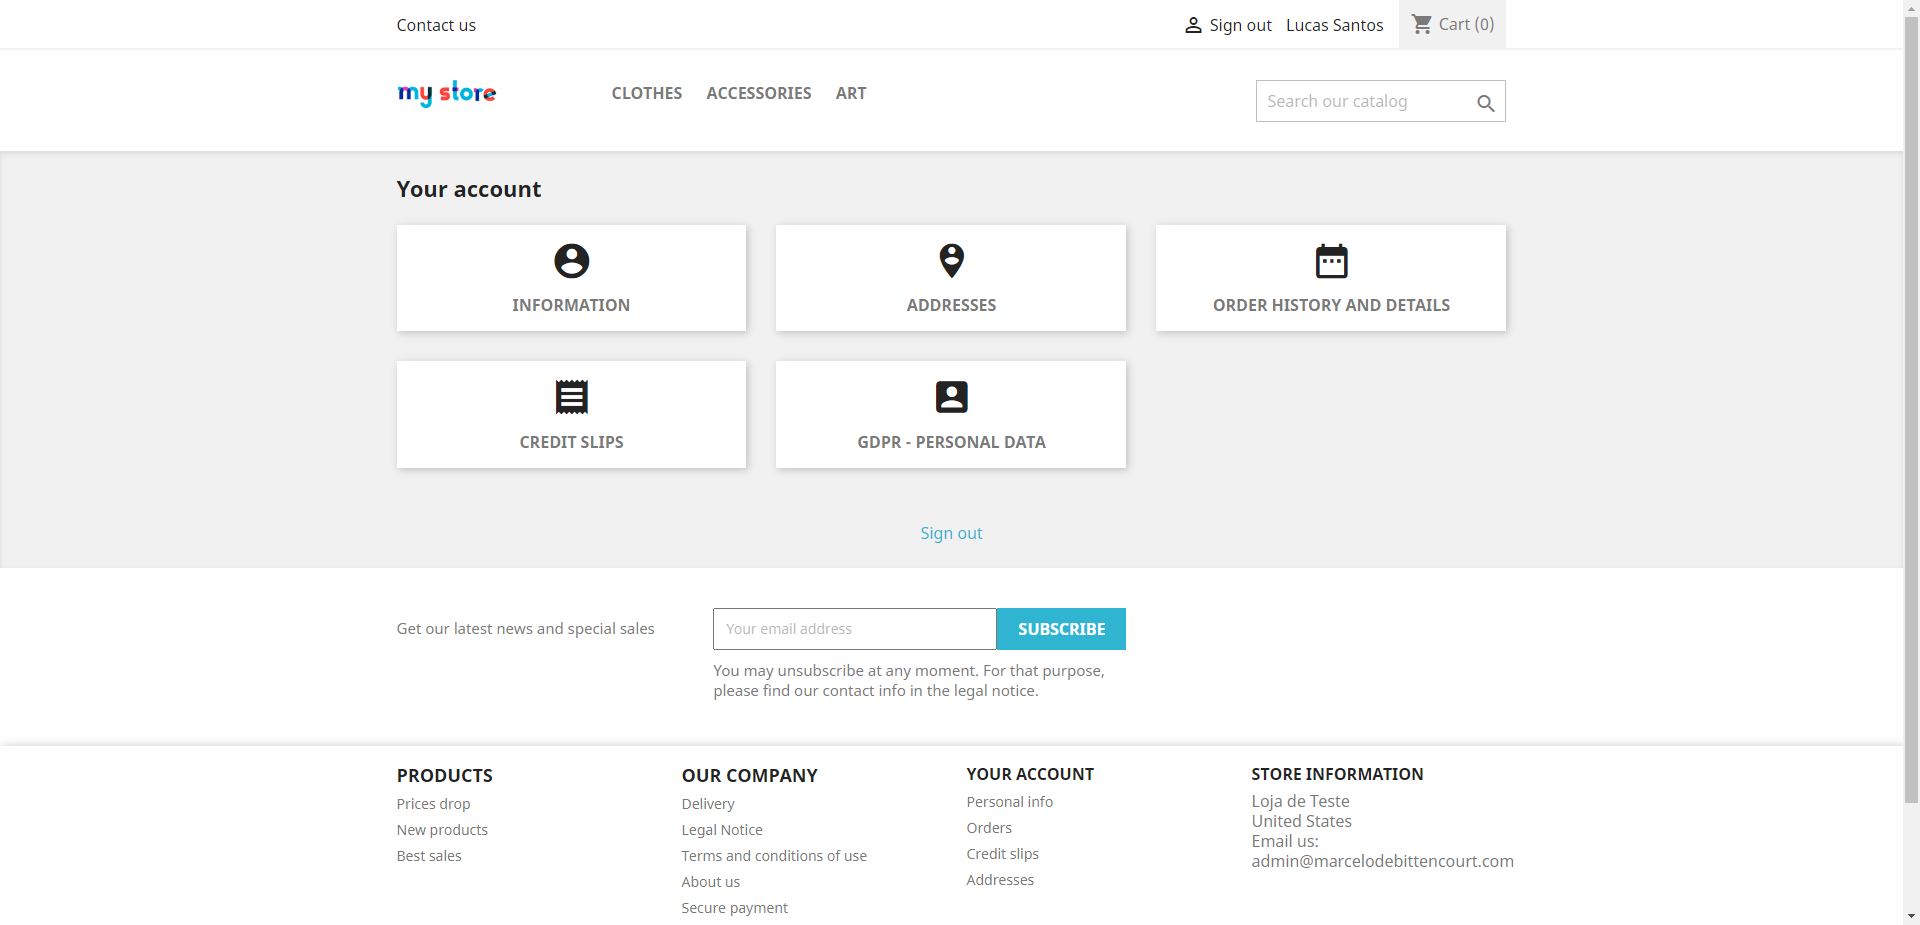 Contact us
Sign out Lucas Santos Cart (0)
my store
CLOTHES ACCESSORIES ART
Search our catalog
Your account
INFORMATION
ADDRESSES
ORDER HISTORY AND DETAILS
CREDIT SLIPS
GDPR - PERSONAL DATA
Sign out
Get our latest news and special sales
Your email address
SUBSCRIBE
You may unsubscribe at any moment. For that purpose,
please find our contact info in the legal notice.
PRODUCTS
Prices drop
New products
Best sales
OUR COMPANY
Delivery
Legal Notice
Terms and conditions of use
About us
Secure payment
YOUR ACCOUNT
Personal info
Orders
Credit slips
Addresses
STORE INFORMATION
Loja de Teste
United States
Email us:
admin@marcelodebittencourt.com